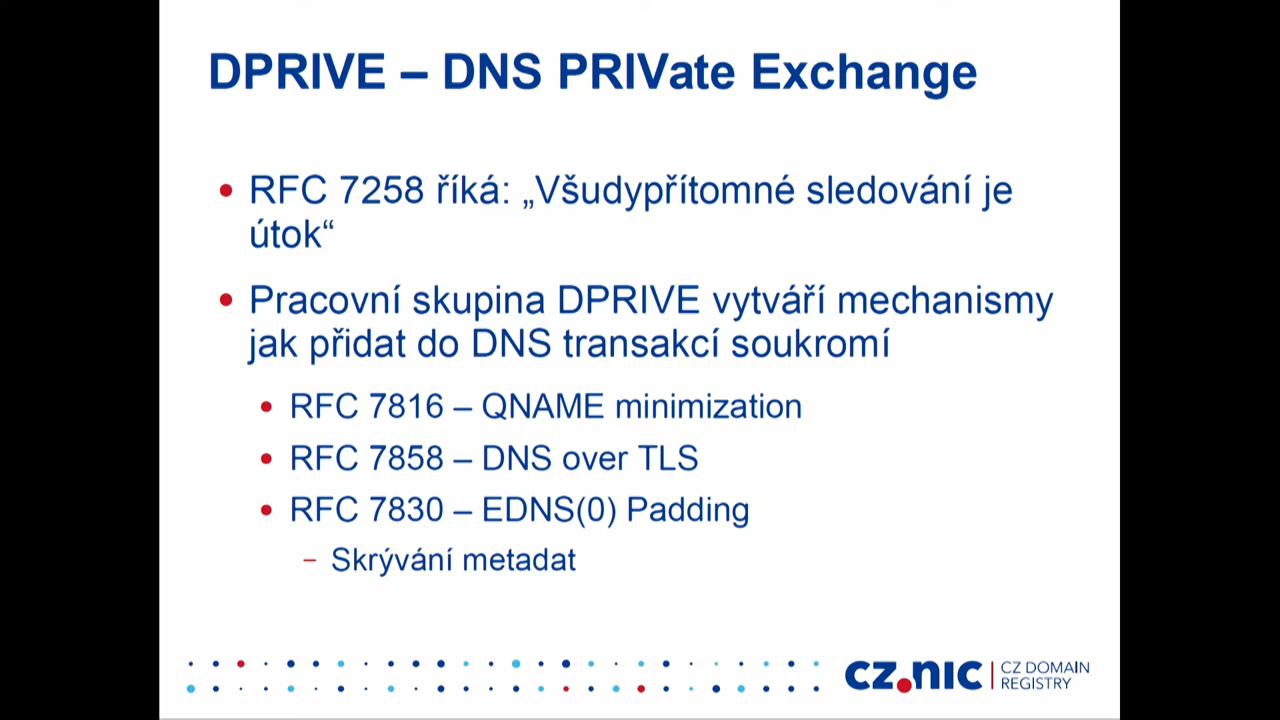 DPRIVE – DNS PRIVate Exchange
RFC 7258 říká: „Všudypřítomné sledování je
útok“
Pracovní skupina DPRIVE vytváří mechanismy
jak přidat do DNS transakcí soukromí
RFC 7816 – QNAME minimization
RFC 7858 – DNS over TLS
RFC 7830 – EDNS(0) Padding
– Skrývání metadat
CZ.NIC | CZ DOMAIN
REGISTRY